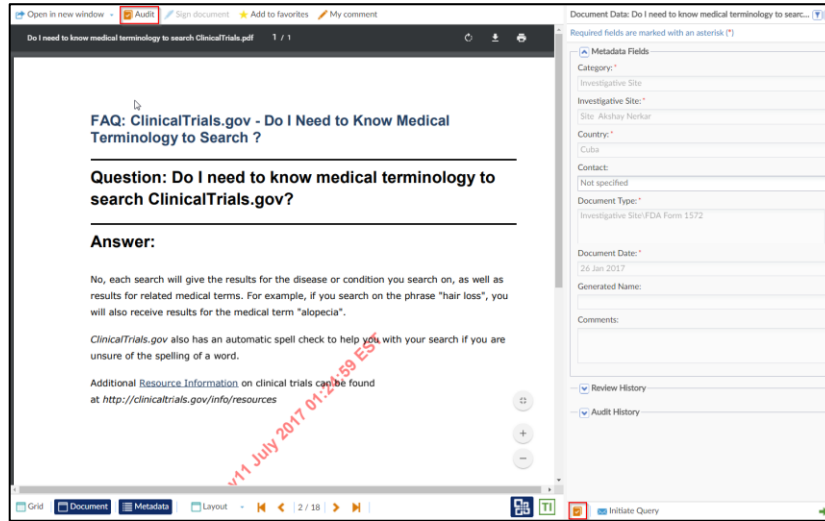 Open in new window
Audit
Sign document
Add to favorites
My comment
Do I need to know medical terminology to search ClinicalTrials.pdf
1 / 1
FAQ: ClinicalTrials.gov - Do I Need to Know Medical
Terminology to Search ?
Question: Do I need to know medical terminology to
search ClinicalTrials.gov?
Answer:
No, each search will give the results for the disease or condition you search on, as well as
results for related medical terms. For example, if you search on the phrase "hair loss", you
will also receive results for the medical term "alopecia".
ClinicalTrials.gov also has an automatic spell check to help you with your search if you are
unsure of the spelling of a word.
Additional Resource Information on clinical trials can be found
at http://clinicaltrials.gov/info/resources
v11 July 2017 01:24:59 EST
Grid
Document
Metadata
Layout
2 / 18
TI
Document Data: Do I need to know medical terminology to searc...
Required fields are marked with an asterisk (*)
Metadata Fields
Category:*
Investigative Site
Investigative Site:*
Site Akshay Nerkar
Country:*
Cuba
Contact:
Not specified
Document Type:*
Investigative Site\FDA Form 1572
Document Date:*
26 Jan 2017
Generated Name:
Comments:
Review History
Audit History
Initiate Query